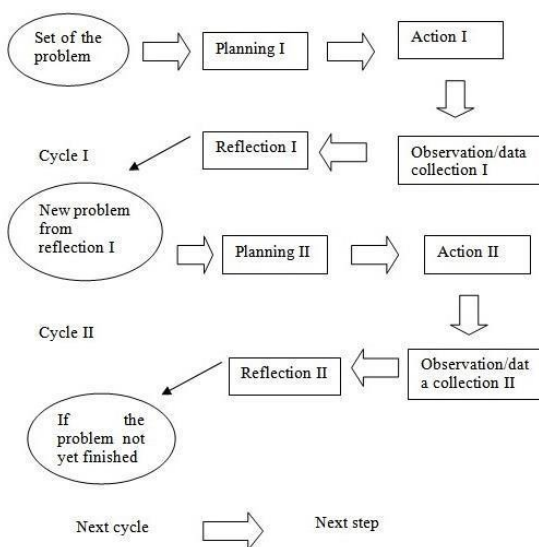 Set of the
problem
Planning I
Action I
Cycle I
Reflection I
Observation/data
collection I
New problem
from
reflection I
Planning II
Action II
Cycle II
Reflection II
Observation/dat
a collection II
If the
problem not
yet finished
Next cycle
Next step